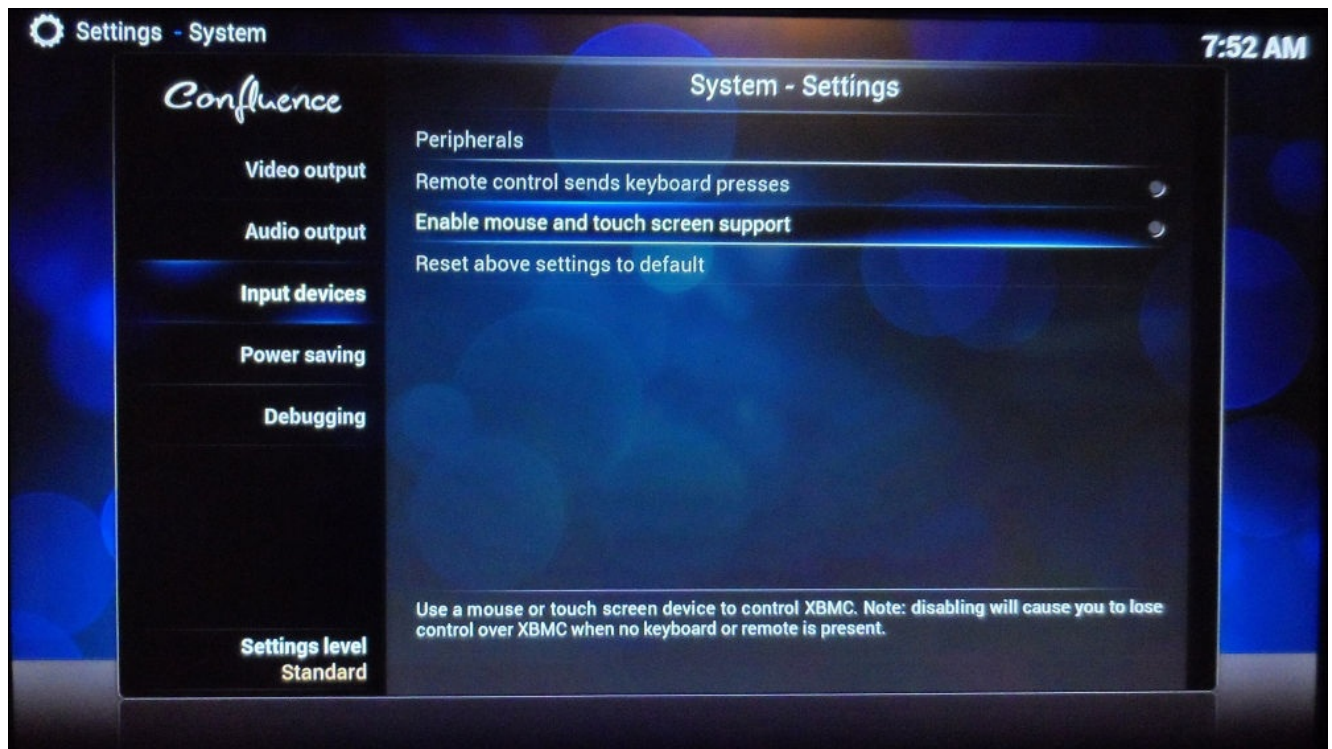 Settings - System
7:52 AM
Confluence
System - Settings
Video output
Audio output
Input devices
Power saving
Debugging
Settings level
Standard
Peripherals
Remote control sends keyboard presses
Enable mouse and touch screen support
Reset above settings to default
Use a mouse or touch screen device to control XBMC. Note: disabling will cause you to lose
control over XBMC when no keyboard or remote is present.